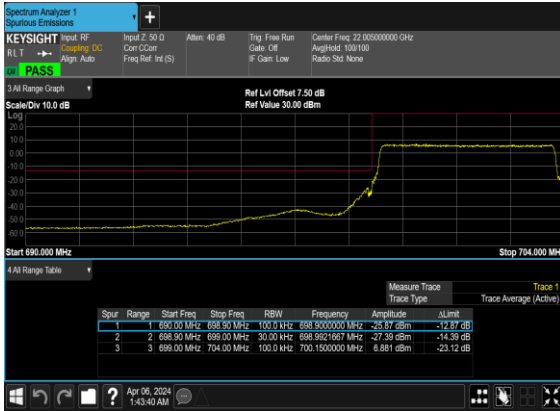 Spectrum Analyzer 1
Spurious Emissions
+
KEYSIGHT Input: RF Input Z: 50 Ω Atten: 40 dB Trig: Free Run Center Freq: 22.005000000 GHz
RLT Coupling: DC Corr CCorr Gate: Off Avg|Hold: 100/100
Align: Auto Freq Ref: Int (S) IF Gain: Low Radio Std: None
PASS
3 All Range Graph
Ref Lvl Offset 7.50 dB
Scale/Div 10.0 dB Ref Value 30.00 dBm
Log
20.0
10.0
0.00
-10.0
-20.0
-30.0
-40.0
-50.0
-60.0
Start 690.000 MHz Stop 704.000 MH
4 All Range Table
Measure Trace Trace 1
Trace Type Trace Average (Active)
Spur Range Start Freq Stop Freq RBW Frequency Amplitude ΔLimit
1 1 690.00 MHz 698.90 MHz 100.0 kHz 698.9000000 MHz -25.87 dBm -12.87 dB
2 2 698.90 MHz 699.00 MHz 30.00 kHz 698.9921667 MHz -27.39 dBm -14.39 dB
3 3 699.00 MHz 704.00 MHz 100.0 kHz 700.1500000 MHz 6.881 dBm -23.12 dB
? Apr 06, 2024
1:43:40 AM